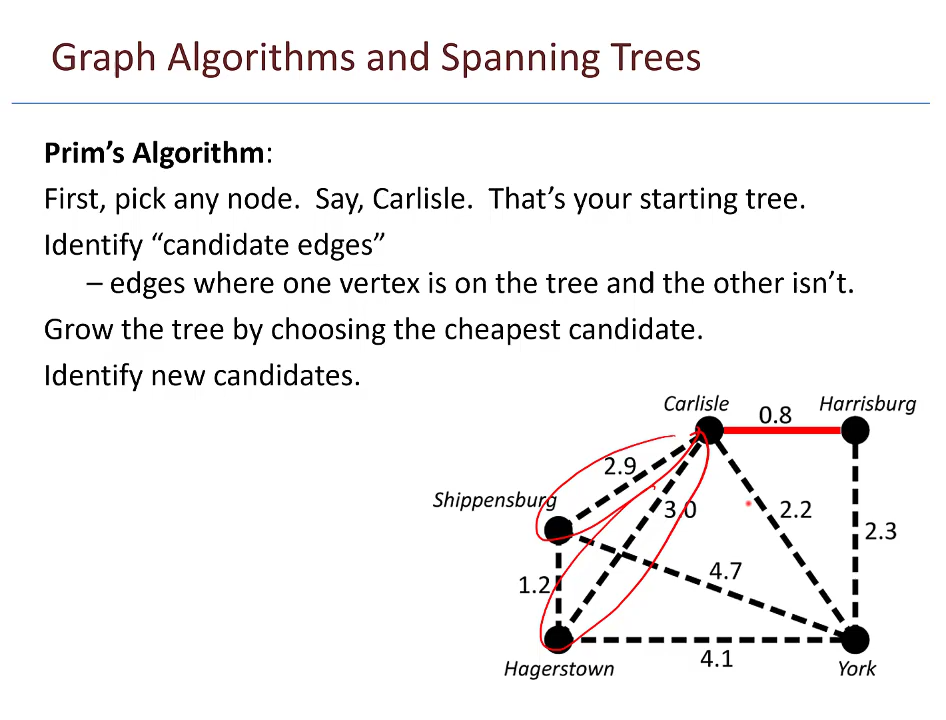 Graph Algorithms and Spanning Trees
Prim’s Algorithm:
First, pick any node.  Say, Carlisle.  That’s your starting tree.
Identify “candidate edges”
– edges where one vertex is on the tree and the other isn’t.
Grow the tree by choosing the cheapest candidate.
Identify new candidates.
Carlisle
Harrisburg
0.8
2.9
Shippensburg
3.0
2.2
2.3
4.7
1.2
4.1
Hagerstown
York